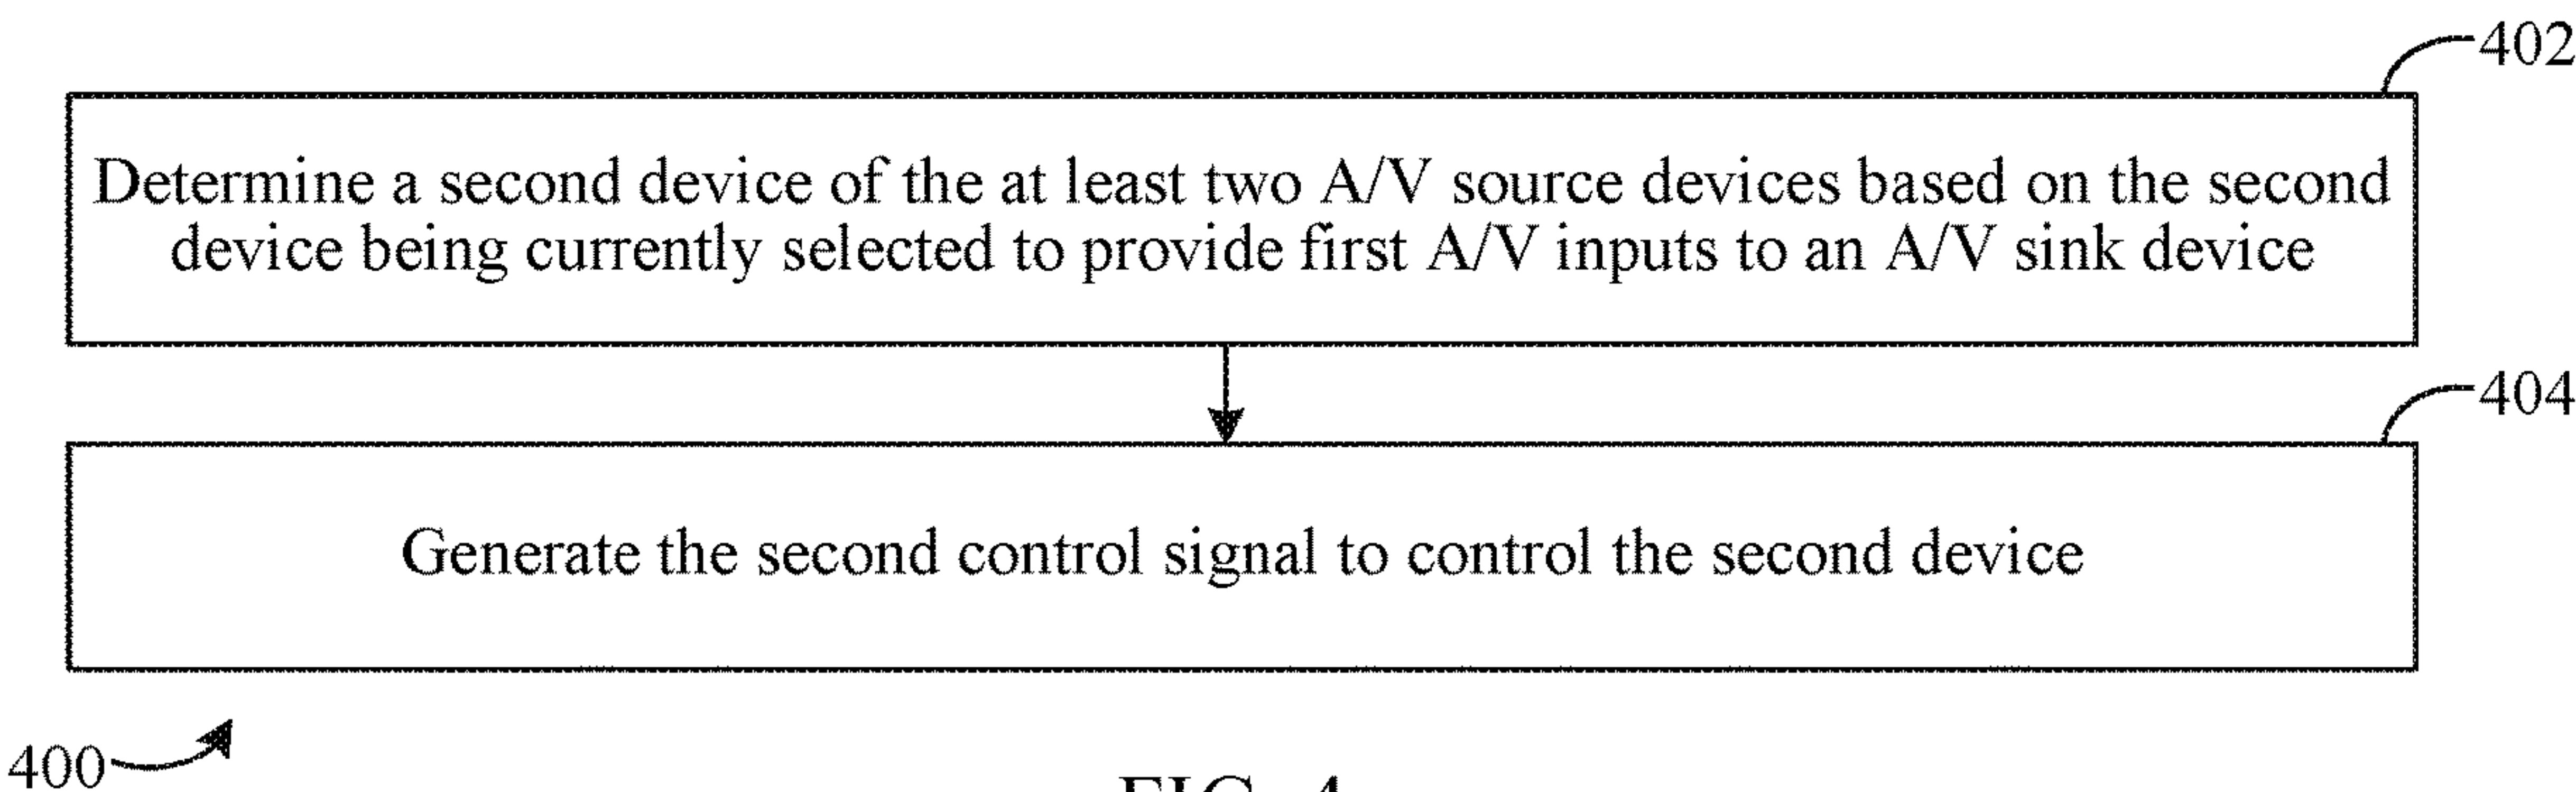 402
Determine a second device of the at least two A/V source devices based on the second
device being currently selected to provide first A/V inputs to an A/V sink device
404
Generate the second control signal to control the second device
400
FIG. 4